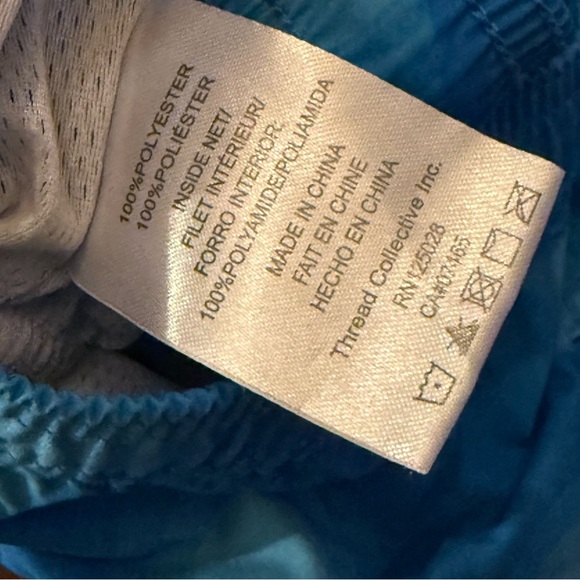 100%POLYESTER
100%POLIÉSTER
INSIDE NET/
FILET INTÉRIEUR/
FORRO INTERIOR:
100%POLYAMIDE/POLIAMIDA
MADE IN CHINA
FAIT EN CHINE
HECHO EN CHINA
Thread Collective Inc.
RN125028
CA#07465